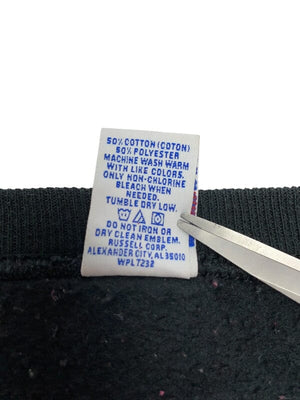 50% COTTON (COTON)
50% POLYESTER
MACHINE WASH WARM
WITH LIKE COLORS.
ONLY NON-CHLORINE
BLEACH WHEN
NEEDED.
TUMBLE DRY LOW.
DO NOT IRON OR
DRY CLEAN EMBLEM.
RUSSELL CORP.
ALEXANDER CITY, AL 35010
WPL 7232